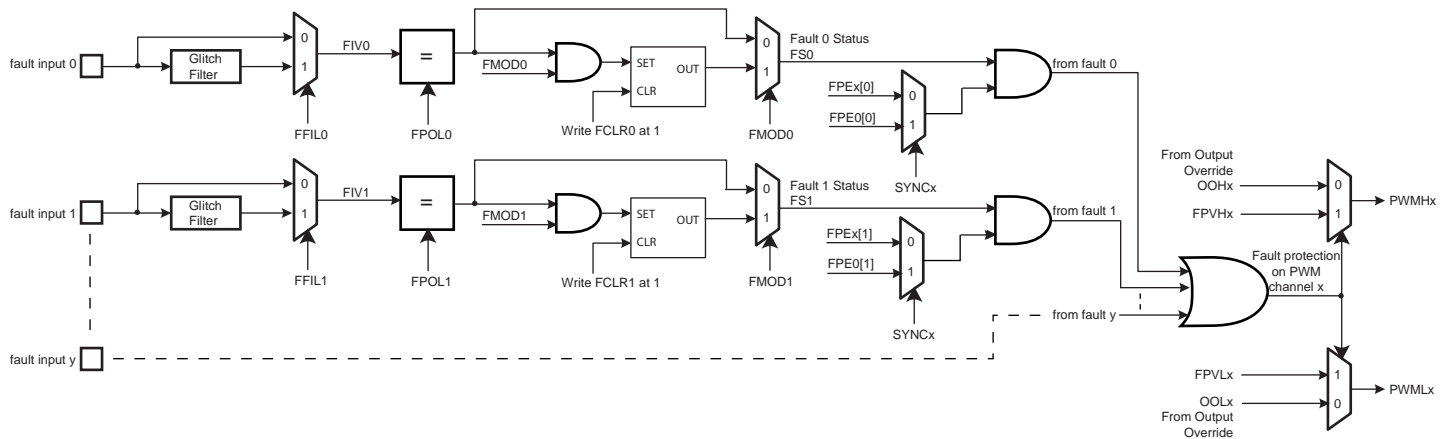 fault input 0
Glitch
Filter
0
1
FFIL0
FIV0
=
FPOL0
FMOD0
SET
OUT
CLR
Write FCLR0 at 1
0
1
FMOD0
Fault 0 Status
FS0
FPEx[0]
FPE0[0]
0
1
SYNCx
from fault 0
fault input 1
Glitch
Filter
0
1
FFIL1
FIV1
=
FPOL1
FMOD1
SET
OUT
CLR
Write FCLR1 at 1
0
1
FMOD1
Fault 1 Status
FS1
FPEx[1]
FPE0[1]
0
1
SYNCx
from fault 1
fault input y
from fault y
Fault protection
on PWM
channel x
From Output
Override
OOHx
FPVHx
0
1
PWMHx
FPVLx
OOLx
From Output
Override
1
0
PWMLx